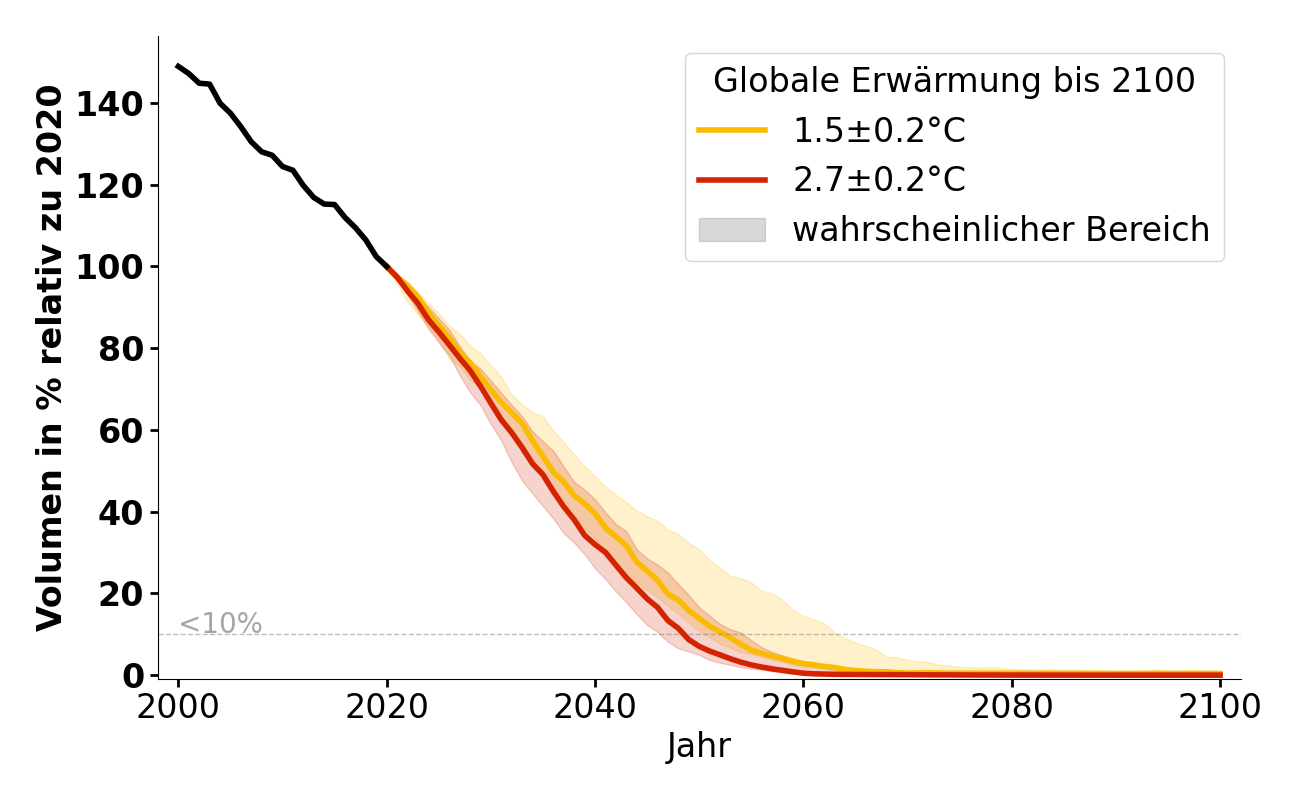 Volumen in % relativ zu 2020
140
120
100
80
60
40
20
0
<10%
Globale Erwärmung bis 2100
1.5±0.2°C
2.7±0.2°C
wahrscheinlicher Bereich
2000 2020 2040 2060 2080 2100
Jahr